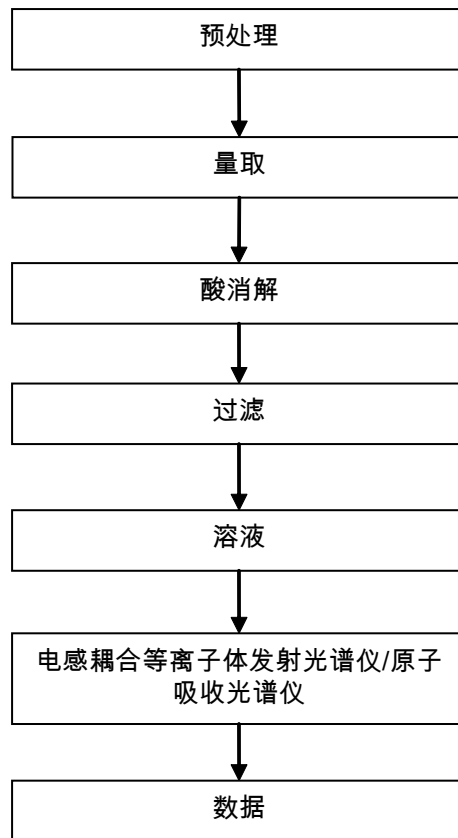 预处理
量取
酸消解
过滤
溶液
电感耦合等离子体发射光谱仪/原子
吸收光谱仪
数据